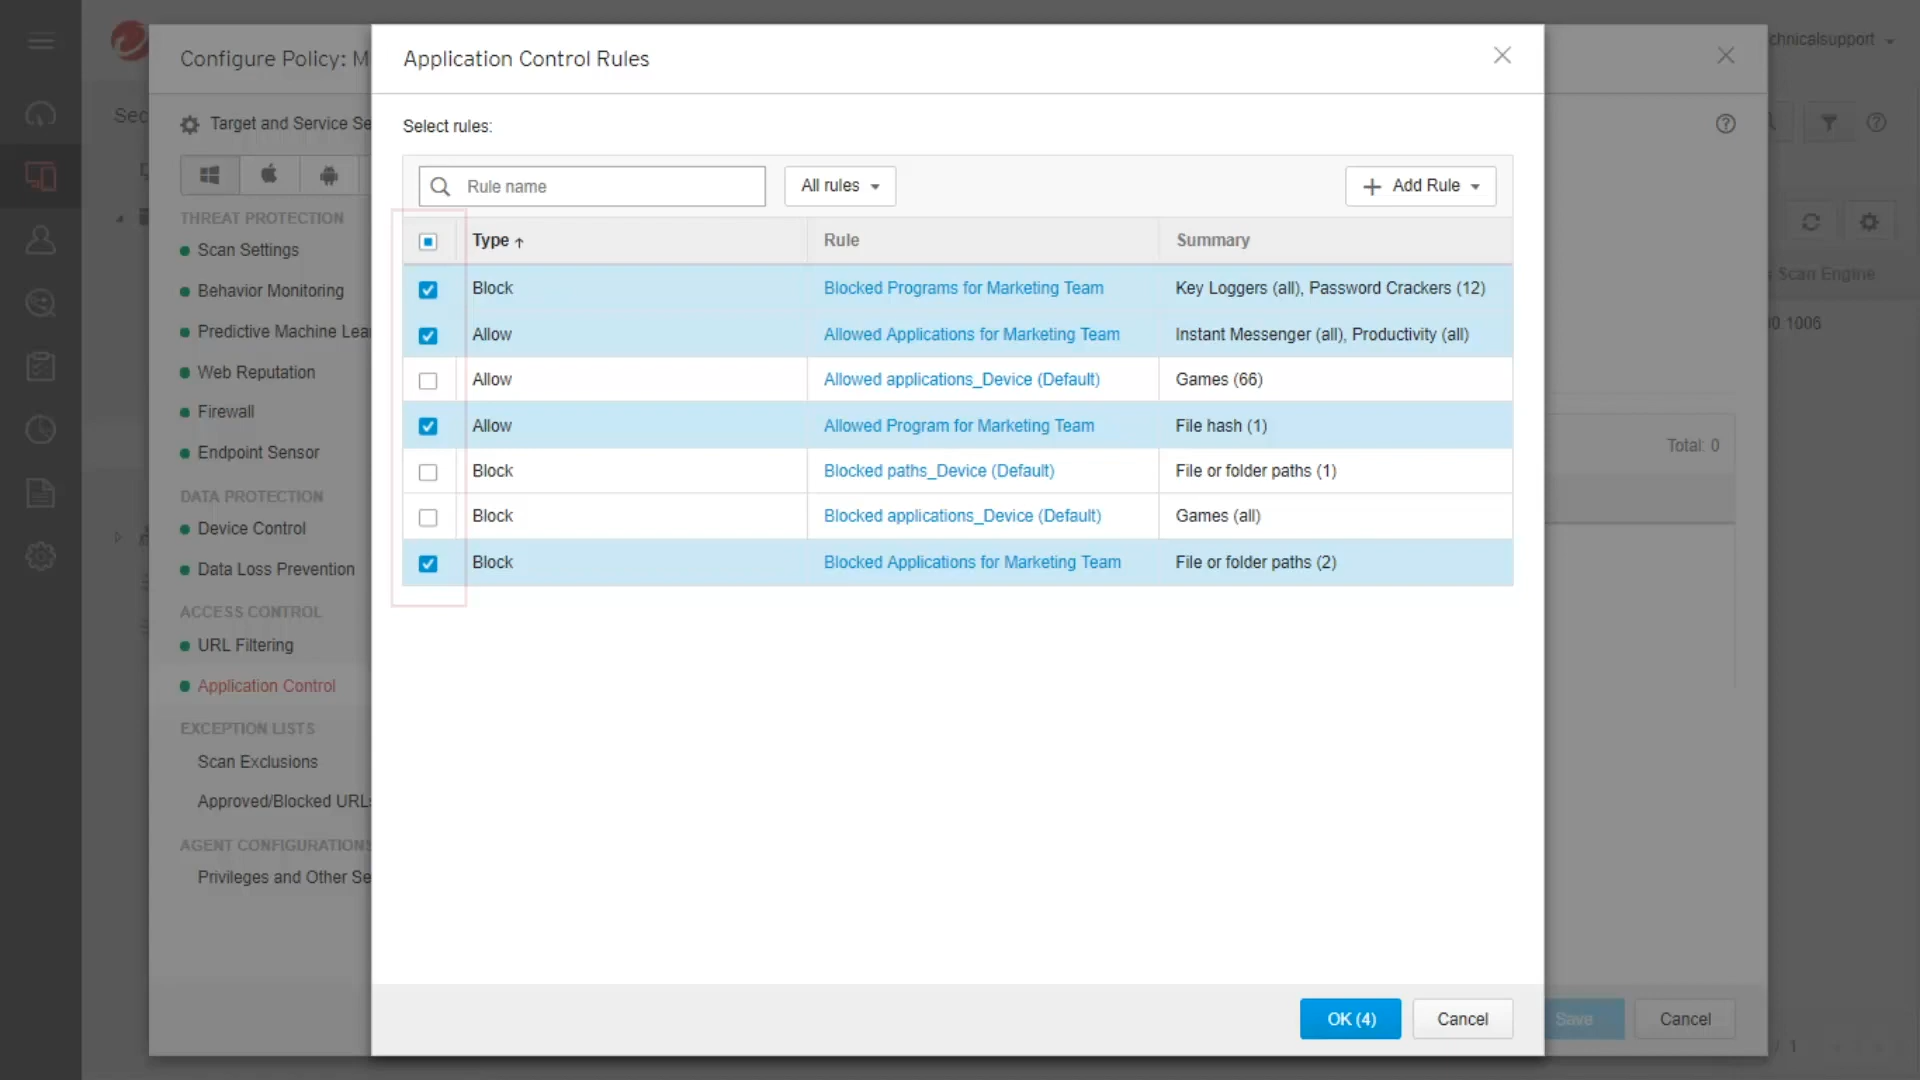 Configure Policy: M
Application Control Rules
chnicalsupport
Sec
Target and Service Se
Select rules:
Rule name
All rules
Add Rule
THREAT PROTECTION
Scan Settings
Behavior Monitoring
Predictive Machine Lea
Web Reputation
Firewall
Endpoint Sensor
DATA PROTECTION
Device Control
Data Loss Prevention
ACCESS CONTROL
URL Filtering
Application Control
EXCEPTION LISTS
Scan Exclusions
Approved/Blocked URLs
AGENT CONFIGURATIONS
Privileges and Other Se
Type ↑ Rule Summary
Block Blocked Programs for Marketing Team Key Loggers (all), Password Crackers (12)
Allow Allowed Applications for Marketing Team Instant Messenger (all), Productivity (all)
Allow Allowed applications_Device (Default) Games (66)
Allow Allowed Program for Marketing Team File hash (1)
Block Blocked paths_Device (Default) File or folder paths (1)
Block Blocked applications_Device (Default) Games (all)
Block Blocked Applications for Marketing Team File or folder paths (2)
Scan Engine
0.1006
Total: 0
OK (4)
Cancel
Save
Cancel
/ 1